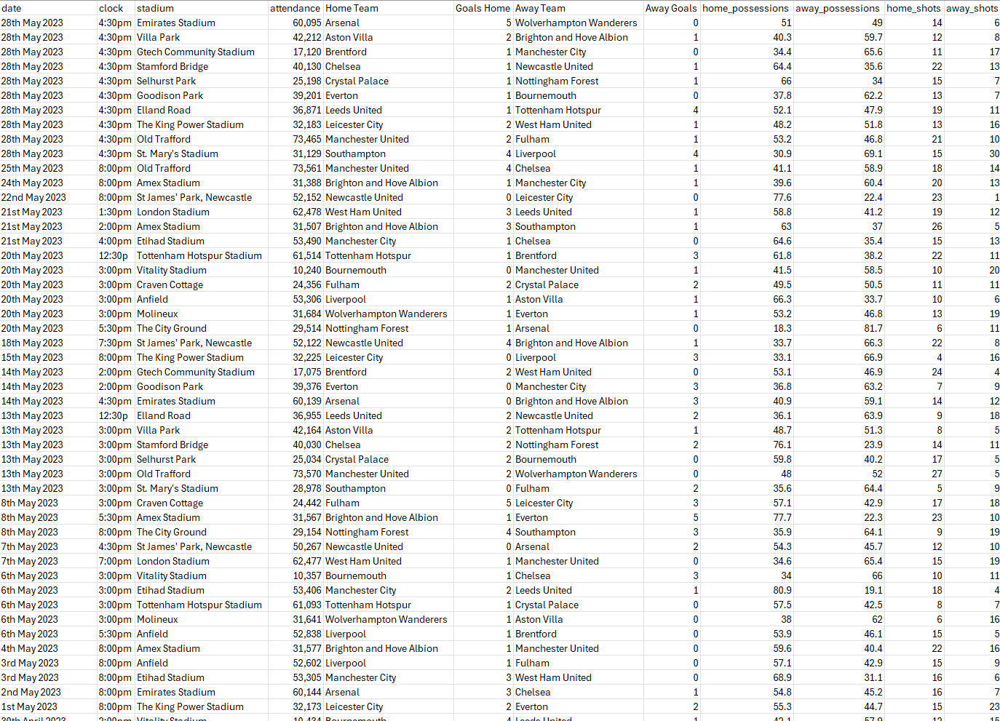 date clock stadium attendance Home Team Goals Home Away Team Away Goals home_possessions away_possessions home_shots away_shots
28th May 2023 4:30pm Emirates Stadium 60,095 Arsenal 5 Wolverhampton Wanderers 0 51 49 14 6
28th May 2023 4:30pm Villa Park 42,212 Aston Villa 2 Brighton and Hove Albion 1 40.3 59.7 12 8
28th May 2023 4:30pm Gtech Community Stadium 17,120 Brentford 1 Manchester City 0 34.4 65.6 11 17
28th May 2023 4:30pm Stamford Bridge 40,130 Chelsea 1 Newcastle United 1 64.4 35.6 22 13
28th May 2023 4:30pm Selhurst Park 25,198 Crystal Palace 1 Nottingham Forest 1 66 34 15 7
28th May 2023 4:30pm Goodison Park 39,201 Everton 1 Bournemouth 0 37.8 62.2 13 7
28th May 2023 4:30pm Elland Road 36,871 Leeds United 1 Tottenham Hotspur 4 52.1 47.9 19 11
28th May 2023 4:30pm The King Power Stadium 32,183 Leicester City 2 West Ham United 1 48.2 51.8 13 16
28th May 2023 4:30pm Old Trafford 73,465 Manchester United 2 Fulham 1 53.2 46.8 21 10
28th May 2023 4:30pm St. Mary's Stadium 31,129 Southampton 4 Liverpool 4 30.9 69.1 15 30
25th May 2023 8:00pm Old Trafford 73,561 Manchester United 4 Chelsea 1 41.1 58.9 18 14
24th May 2023 8:00pm Amex Stadium 31,388 Brighton and Hove Albion 1 Manchester City 1 39.6 60.4 20 13
22nd May 2023 8:00pm St James' Park, Newcastle 52,152 Newcastle United 0 Leicester City 0 77.6 22.4 23 1
21st May 2023 1:30pm London Stadium 62,478 West Ham United 3 Leeds United 1 58.8 41.2 19 12
21st May 2023 2:00pm Amex Stadium 31,507 Brighton and Hove Albion 3 Southampton 1 63 37 26 5
21st May 2023 4:00pm Etihad Stadium 53,490 Manchester City 1 Chelsea 0 64.6 35.4 15 13
20th May 2023 12:30p Tottenham Hotspur Stadium 61,514 Tottenham Hotspur 1 Brentford 3 61.8 38.2 22 11
20th May 2023 3:00pm Vitality Stadium 10,240 Bournemouth 0 Manchester United 1 41.5 58.5 10 20
20th May 2023 3:00pm Craven Cottage 24,356 Fulham 2 Crystal Palace 2 49.5 50.5 11 11
20th May 2023 3:00pm Anfield 53,306 Liverpool 1 Aston Villa 1 66.3 33.7 10 6
20th May 2023 3:00pm Molineux 31,684 Wolverhampton Wanderers 1 Everton 1 53.2 46.8 13 19
20th May 2023 5:30pm The City Ground 29,514 Nottingham Forest 1 Arsenal 0 18.3 81.7 6 11
18th May 2023 7:30pm St James' Park, Newcastle 52,122 Newcastle United 4 Brighton and Hove Albion 1 33.7 66.3 22 8
15th May 2023 8:00pm The King Power Stadium 32,225 Leicester City 0 Liverpool 3 33.1 66.9 4 16
14th May 2023 2:00pm Gtech Community Stadium 17,075 Brentford 2 West Ham United 0 53.1 46.9 24 4
14th May 2023 2:00pm Goodison Park 39,376 Everton 0 Manchester City 3 36.8 63.2 7 9
14th May 2023 4:30pm Emirates Stadium 60,139 Arsenal 0 Brighton and Hove Albion 3 40.9 59.1 14 12
13th May 2023 12:30p Elland Road 36,955 Leeds United 2 Newcastle United 2 36.1 63.9 9 18
13th May 2023 3:00pm Villa Park 42,164 Aston Villa 2 Tottenham Hotspur 1 48.7 51.3 8 5
13th May 2023 3:00pm Stamford Bridge 40,030 Chelsea 2 Nottingham Forest 2 76.1 23.9 14 11
13th May 2023 3:00pm Selhurst Park 25,034 Crystal Palace 2 Bournemouth 0 59.8 40.2 17 5
13th May 2023 3:00pm Old Trafford 73,570 Manchester United 2 Wolverhampton Wanderers 0 48 52 27 5
13th May 2023 3:00pm St. Mary's Stadium 28,978 Southampton 0 Fulham 2 35.6 64.4 5 9
8th May 2023 3:00pm Craven Cottage 24,442 Fulham 5 Leicester City 3 57.1 42.9 17 18
8th May 2023 5:30pm Amex Stadium 31,567 Brighton and Hove Albion 1 Everton 5 77.7 22.3 23 10
8th May 2023 8:00pm The City Ground 29,154 Nottingham Forest 4 Southampton 3 35.9 64.1 9 19
7th May 2023 4:30pm St James' Park, Newcastle 50,267 Newcastle United 0 Arsenal 2 54.3 45.7 12 10
7th May 2023 7:00pm London Stadium 62,477 West Ham United 1 Manchester United 0 34.6 65.4 15 19
6th May 2023 3:00pm Vitality Stadium 10,357 Bournemouth 1 Chelsea 3 34 66 10 11
6th May 2023 3:00pm Etihad Stadium 53,406 Manchester City 2 Leeds United 1 80.9 19.1 18 4
6th May 2023 3:00pm Tottenham Hotspur Stadium 61,093 Tottenham Hotspur 1 Crystal Palace 0 57.5 42.5 8 7
6th May 2023 3:00pm Molineux 31,641 Wolverhampton Wanderers 1 Aston Villa 0 38 62 6 16
6th May 2023 5:30pm Anfield 52,838 Liverpool 1 Brentford 0 53.9 46.1 15 5
4th May 2023 8:00pm Amex Stadium 31,577 Brighton and Hove Albion 1 Manchester United 0 59.6 40.4 22 16
3rd May 2023 8:00pm Anfield 52,602 Liverpool 1 Fulham 0 57.1 42.9 15 9
3rd May 2023 8:00pm Etihad Stadium 53,305 Manchester City 3 West Ham United 0 68.9 31.1 16 6
2nd May 2023 8:00pm Emirates Stadium 60,144 Arsenal 3 Chelsea 1 54.8 45.2 16 7
1st May 2023 8:00pm The King Power Stadium 32,173 Leicester City 2 Everton 2 55.3 44.7 15 23
30th April 2023 2:00pm Vitality Stadium 10,434 Bournemouth 4 Leeds United 1 42.1 57.9 12 15